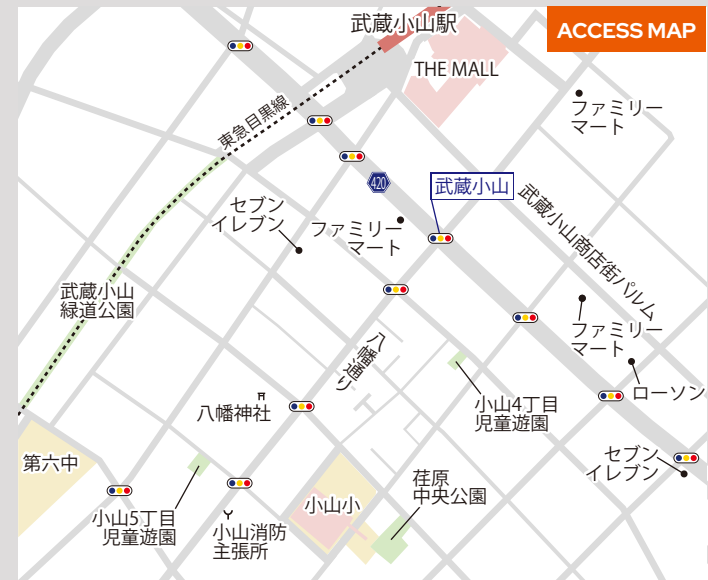 武蔵小山駅
ACCESS MAP
THE MALL
ファミリー
マート
東急目黒線
420
武蔵小山
セブン
イレブン
ファミリー
マート
武蔵小山商店街パルム
武蔵小山
緑道公園
ファミリー
マート
八幡通り
ローソン
小山4丁目
児童遊園
八幡神社
セブン
イレブン
第六中
荏原
中央公園
小山小
小山5丁目
児童遊園
小山消防
主張所